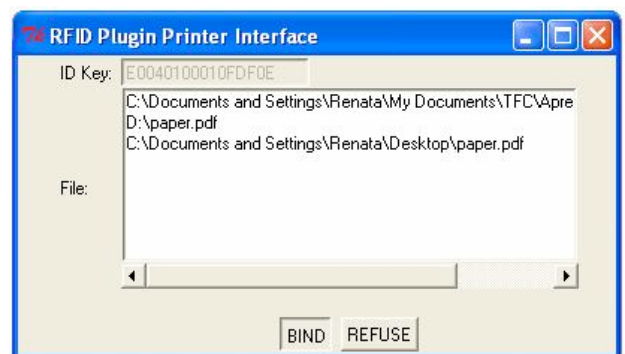 RFID Plugin Printer Interface
ID Key: E0040100010FDF0E
C:\Documents and Settings\Renata\My Documents\TFC\Apre
D:\paper.pdf
C:\Documents and Settings\Renata\Desktop\paper.pdf
File:
BIND REFUSE